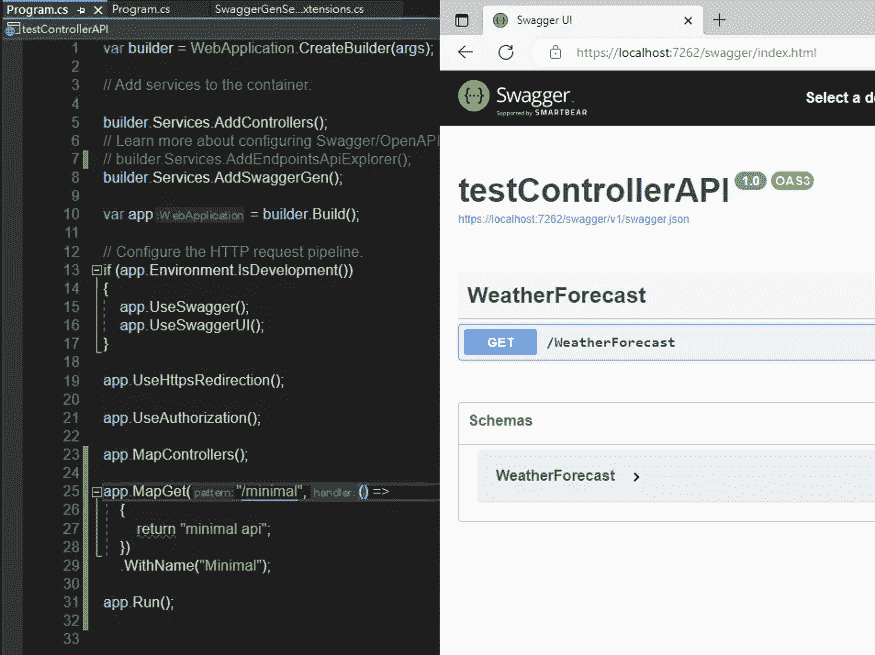 Program.cs
Program.cs
SwaggerGenSe...xtensions.cs
testControllerAPI
1 var builder = WebApplication.CreateBuilder(args);
2
3 // Add services to the container.
4
5 builder.Services.AddControllers();
6 // Learn more about configuring Swagger/OpenAPI
7 // builder.Services.AddEndpointsApiExplorer();
8 builder.Services.AddSwaggerGen();
9
10 var app :WebApplication = builder.Build();
11
12 // Configure the HTTP request pipeline.
13 if (app.Environment.IsDevelopment())
14 {
15 app.UseSwagger();
16 app.UseSwaggerUI();
17 }
18
19 app.UseHttpsRedirection();
20
21 app.UseAuthorization();
22
23 app.MapControllers();
24
25 app.MapGet( pattern: "/minimal", handler: () =>
26 {
27 return "minimal api";
28 })
29 .WithName("Minimal");
30
31 app.Run();
32
33
Swagger UI
https://localhost:7262/swagger/index.html
Swagger.
Supported by SMARTBEAR
Select a d
testControllerAPI 1.0 OAS3
https://localhost:7262/swagger/v1/swagger.json
WeatherForecast
GET /WeatherForecast
Schemas
WeatherForecast